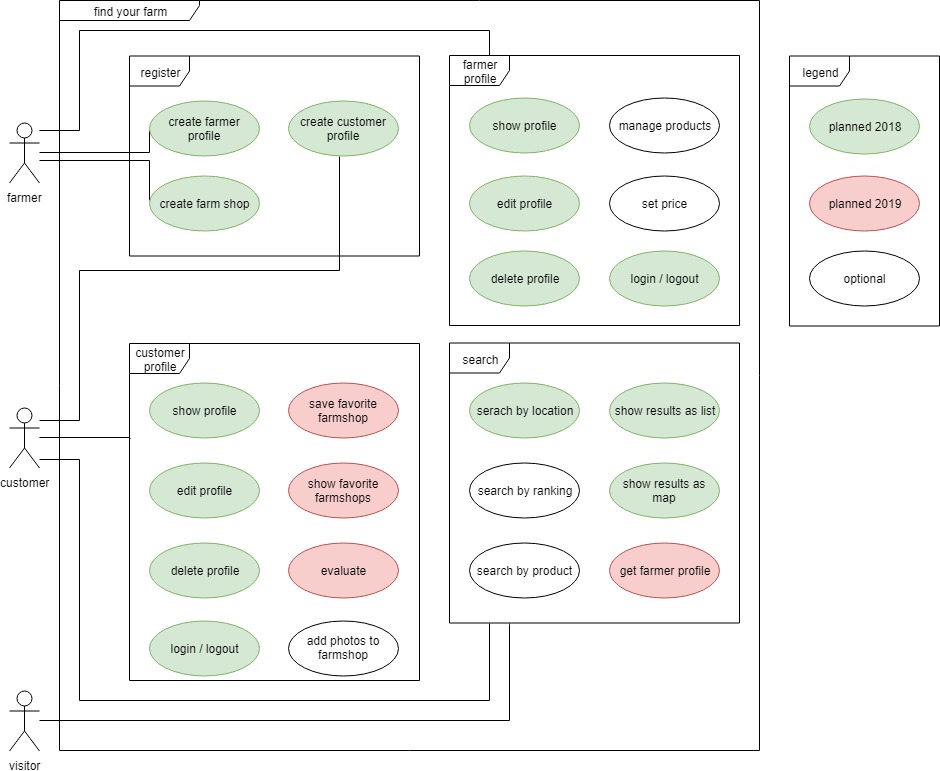 find your farm
register
create farmer
profile
create customer
profile
create farm shop
farmer
profile
show profile
manage products
edit profile
set price
delete profile
login / logout
legend
planned 2018
planned 2019
optional
farmer
customer
profile
show profile
save favorite
farmshop
edit profile
show favorite
farmshops
delete profile
evaluate
login / logout
add photos to
farmshop
search
serach by location
show results as list
search by ranking
show results as
map
search by product
get farmer profile
customer
visitor